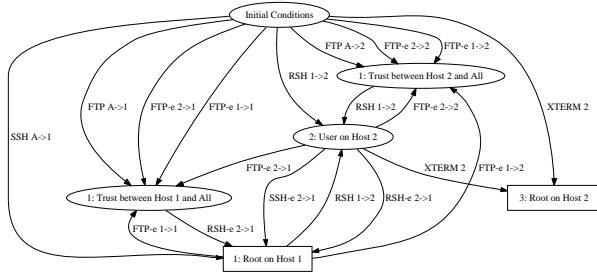 Initial Conditions
FTP A->2
FTP-e 2->2
FTP-e 1->2
1: Trust between Host 2 and All
FTP A->1
FTP-e 2->1
FTP-e 1->1
RSH 1->2
RSH 1->2
FTP-e 2->2
SSH A->1
XTERM 2
2: User on Host 2
FTP-e 2->1
XTERM 2
FTP-e 1->2
SSH-e 2->1
RSH 1->2
RSH-e 2->1
1: Trust between Host 1 and All
3: Root on Host 2
FTP-e 1->1
RSH-e 2->1
1: Root on Host 1